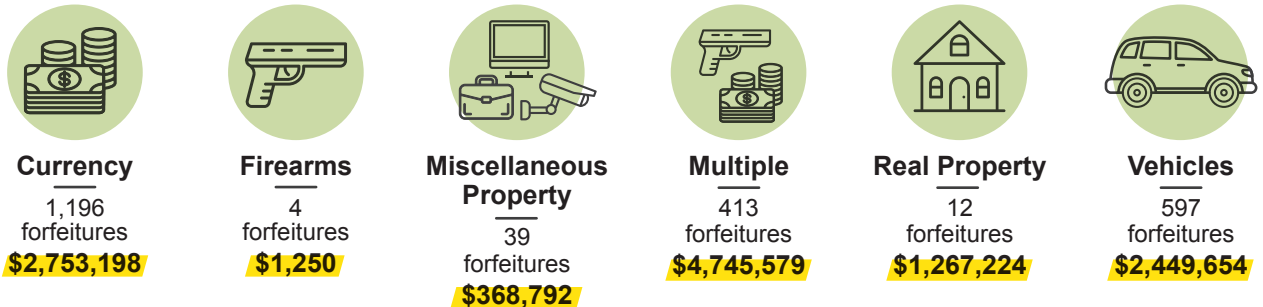 Currency
1,196
forfeitures
$2,753,198
Firearms
4
forfeitures
$1,250
Miscellaneous
Property
39
forfeitures
$368,792
Multiple
413
forfeitures
$4,745,579
Real Property
12
forfeitures
$1,267,224
Vehicles
597
forfeitures
$2,449,654